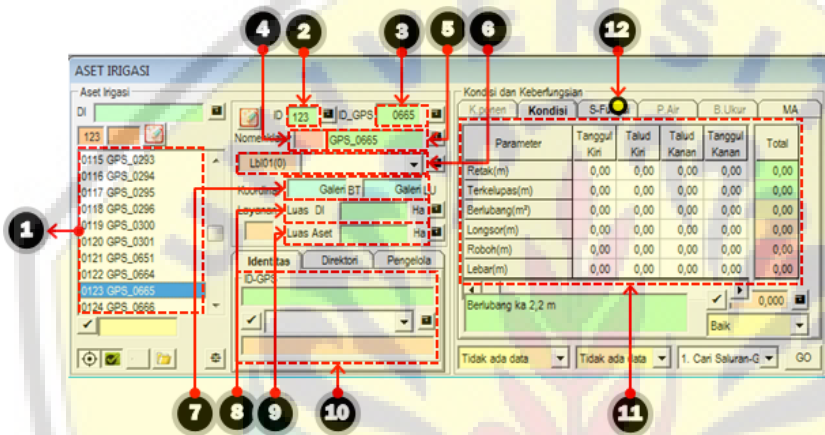 4 2 3 5 6 12
ASET IRIGASI
Aset Irigasi
DI
123
0115 GPS_0293
0116 GPS_0294
0117 GPS_0295
0118 GPS_0296
0119 GPS_0300
0120 GPS_0301
0121 GPS_0651
0122 GPS_0664
0123 GPS_0665
0124 GPS_0666
1
ID 123 ID_GPS 0665
GPS_0665
Lbl01(0)
Galeri BT Galeri LU
Layanan Luas DI Ha
Luas Aset Ha
Identitas Direktori Pengelola
ID-GPS
Kondisi dan Keberfungsian
Kondisi P.Air B.Ukur MA
Parameter Tanggul Kiri Talud Kiri Talud Kanan Tanggul Kanan Total
Retak(m) 0,00 0,00 0,00 0,00 0,00
Terkelupas(m) 0,00 0,00 0,00 0,00 0,00
Berlubang(m²) 0,00 0,00 0,00 0,00 0,00
Longsor(m) 0,00 0,00 0,00 0,00 0,00
Roboh(m) 0,00 0,00 0,00 0,00 0,00
Lebar(m) 0,00 0,00 0,00 0,00 0,00
Berlubang ka 2,2 m
0,000
Baik
Tidak ada data Tidak ada data 1. Cari Saluran-G GO
7 8 9 10 11